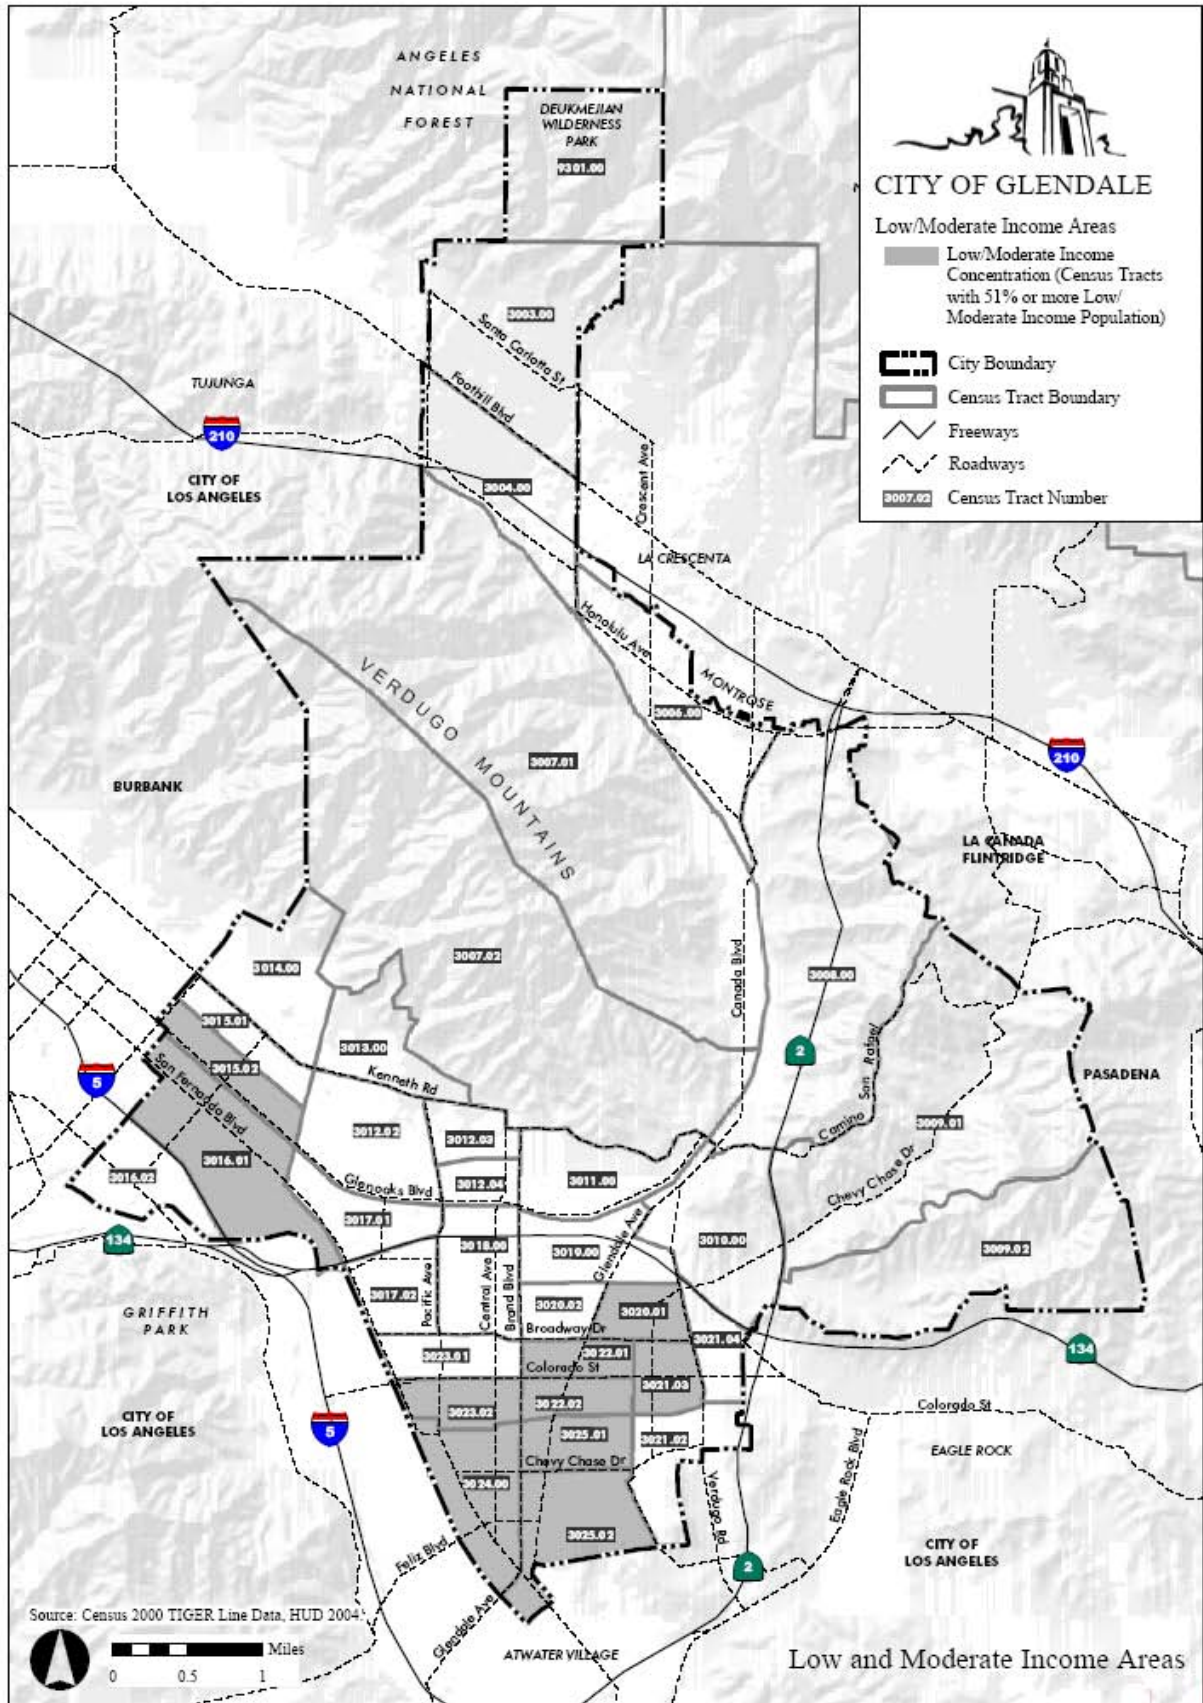 ANGELES
NATIONAL
FOREST
DEUKMEJIAN
WILDERNESS
PARK
9301.00
CITY OF GLENDALE
Low/Moderate Income Areas
Low/Moderate Income
Concentration (Census Tracts
with 51% or more Low/
Moderate Income Population)
City Boundary
Census Tract Boundary
Freeways
Roadways
3007.02 Census Tract Number
3003.00
Santa Carlotta St
Foothill Blvd
TUJUNGA
210
CITY OF
LOS ANGELES
3004.00
Crescent Ave
LA CRESCENTA
Honolulu Ave
MONTROSE
3006.00
VERDUGO MOUNTAINS
3007.01
210
BURBANK
LA CANADA
FLINTRIDGE
3014.00
3007.02
Canada Blvd
3008.00
3015.01
3013.00
2
San Rafael
Camino
PASADENA
3015.02
Kenneth Rd
5
San Fernando Blvd
3012.02
3012.03
3009.01
3016.01
3016.02
Glenoaks Blvd
3012.04
3011.00
Chevy Chase Dr
3017.01
134
3018.00
3019.00
Glendale Ave
3010.00
3009.02
GRIFFITH
PARK
3017.02
Pacific Ave
Central Ave
Brand Blvd
3020.02
3020.01
Broadway Dr
3021.04
134
3023.01
3022.01
Colorado St
3021.03
CITY OF
LOS ANGELES
5
3023.02
3022.02
Colorado St
3025.01
3021.02
EAGLE ROCK
Chevy Chase Dr
3024.00
Verdugo Rd
Eagle Rock Blvd
3025.02
Feliz Blvd
2
CITY OF
LOS ANGELES
Source: Census 2000 TIGER Line Data, HUD 2004.
Glendale Ave
Miles
0 0.5 1
ATWATER VILLAGE
Low and Moderate Income Areas